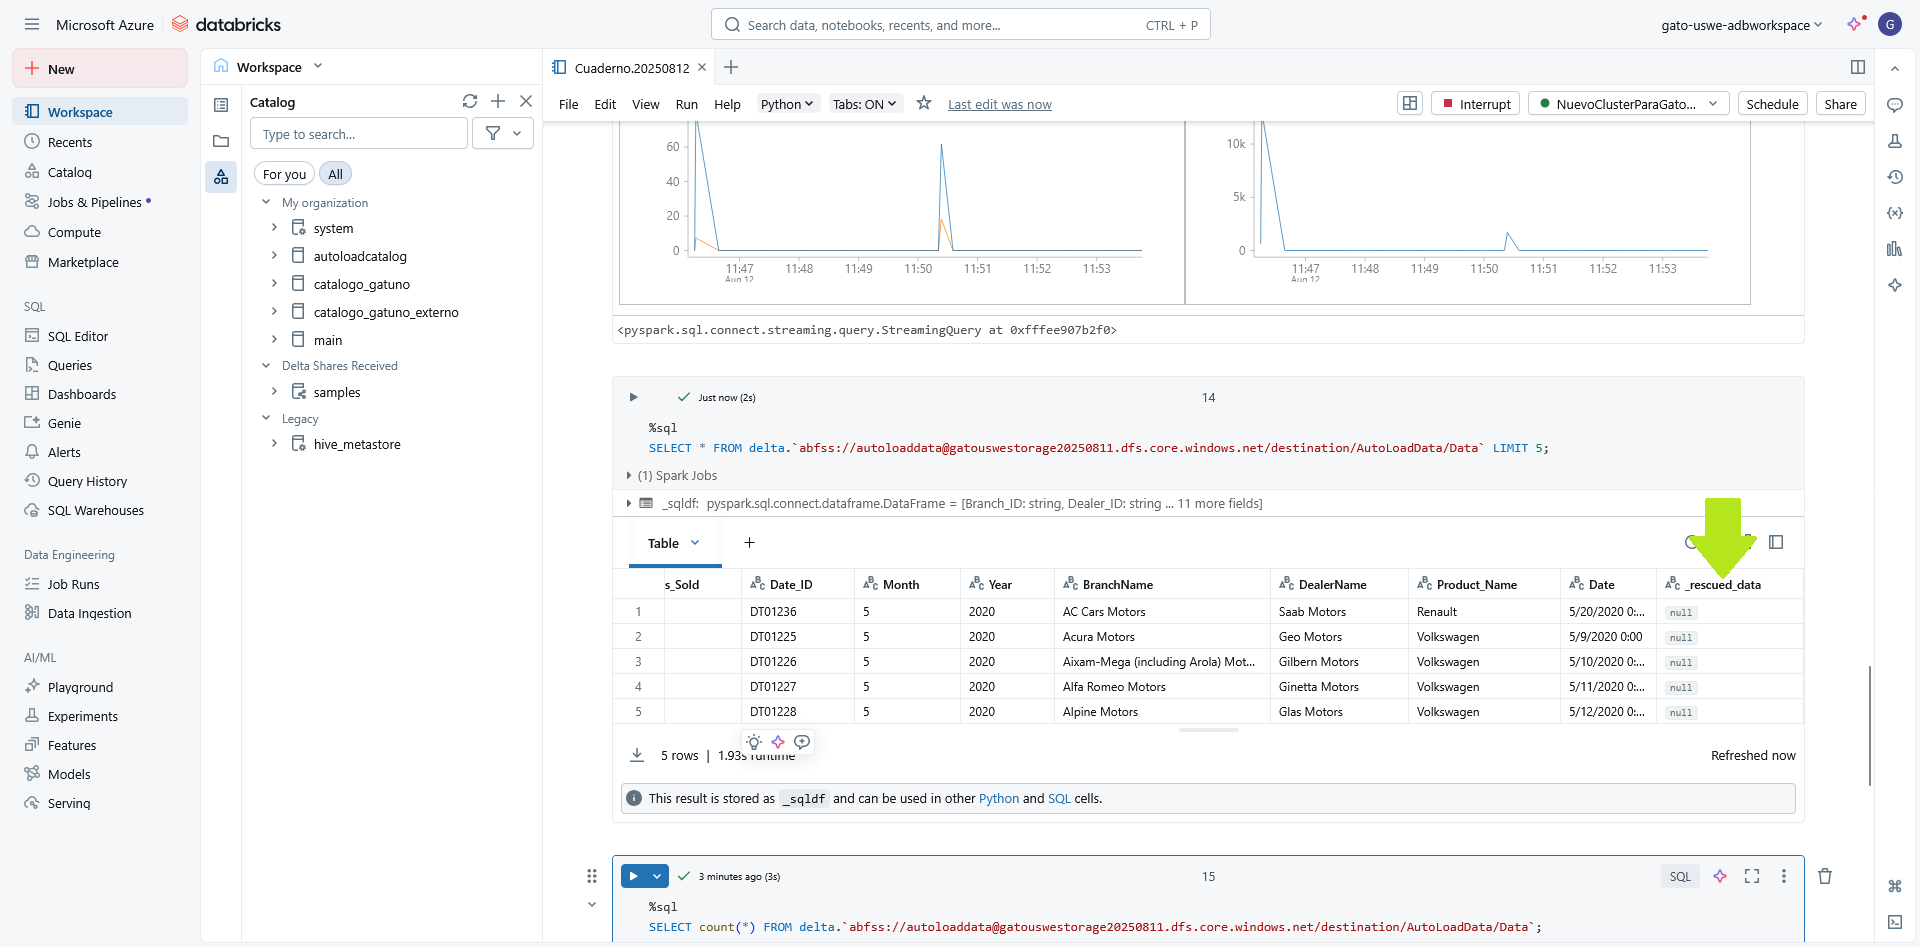 Microsoft Azure
databricks
Search data, notebooks, recents, and more...
CTRL + P
gato-uswe-adbworkspace
G
New
Workspace
Recents
Catalog
Jobs & Pipelines
Compute
Marketplace
SQL
SQL Editor
Queries
Dashboards
Genie
Alerts
Query History
SQL Warehouses
Data Engineering
Job Runs
Data Ingestion
AI/ML
Playground
Experiments
Features
Models
Serving
Workspace
Catalog
Type to search...
For you
All
My organization
system
autoloadcatalog
catalogo_gatuno
catalogo_gatuno_externo
main
Delta Shares Received
samples
Legacy
hive_metastore
Cuaderno.20250812
File Edit View Run Help Python Tabs: ON Last edit was now
Interrupt
NuevoClusterParaGato...
Schedule
Share
60
40
20
0
11:47 11:48 11:49 11:50 11:51 11:52 11:53
Aug 12
10k
5k
0
11:47 11:48 11:49 11:50 11:51 11:52 11:53
Aug 12
<pyspark.sql.connect.streaming.query.StreamingQuery at 0xfffee907b2f0>
Just now (2s)
14
%sql
SELECT * FROM delta.`abfss://autoloaddata@gatouswestorage20250811.dfs.core.windows.net/destination/AutoLoadData/Data` LIMIT 5;
(1) Spark Jobs
_sqldf: pyspark.sql.connect.dataframe.DataFrame = [Branch_ID: string, Dealer_ID: string ... 11 more fields]
Table
s_Sold Date_ID Month Year BranchName DealerName Product_Name Date _rescued_data
1 DT01236 5 2020 AC Cars Motors Saab Motors Renault 5/20/2020 0:... null
2 DT01225 5 2020 Acura Motors Geo Motors Volkswagen 5/9/2020 0:00 null
3 DT01226 5 2020 Aixam-Mega (including Arola) Mot... Gilbern Motors Volkswagen 5/10/2020 0:... null
4 DT01227 5 2020 Alfa Romeo Motors Ginetta Motors Volkswagen 5/11/2020 0:... null
5 DT01228 5 2020 Alpine Motors Glas Motors Volkswagen 5/12/2020 0:... null
5 rows | 1.93s runtime
Refreshed now
This result is stored as _sqldf and can be used in other Python and SQL cells.
3 minutes ago (3s)
15
SQL
%sql
SELECT count(*) FROM delta.`abfss://autoloaddata@gatouswestorage20250811.dfs.core.windows.net/destination/AutoLoadData/Data`;